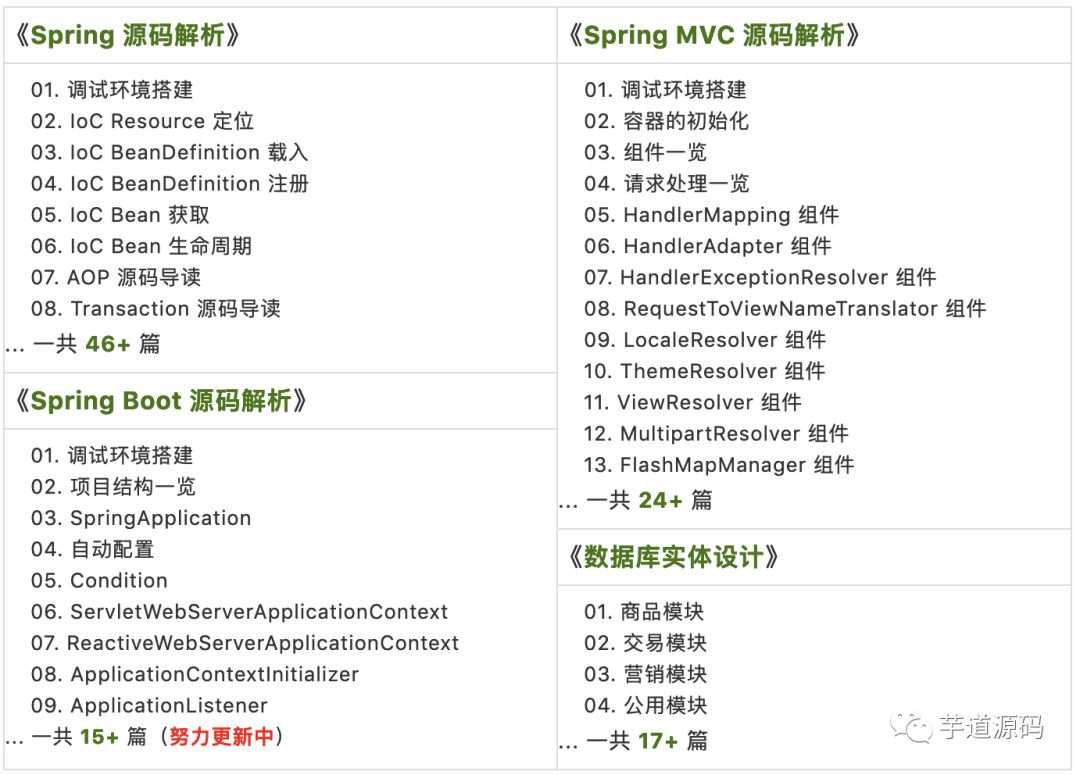 《Spring 源码解析》
01. 调试环境搭建
02. IoC Resource 定位
03. IoC BeanDefinition 载入
04. IoC BeanDefinition 注册
05. IoC Bean 获取
06. IoC Bean 生命周期
07. AOP 源码导读
08. Transaction 源码导读
... 一共 46+ 篇
《Spring Boot 源码解析》
01. 调试环境搭建
02. 项目结构一览
03. SpringApplication
04. 自动配置
05. Condition
06. ServletWebServerApplicationContext
07. ReactiveWebServerApplicationContext
08. ApplicationContextInitializer
09. ApplicationListener
... 一共 15+ 篇（努力更新中）
《Spring MVC 源码解析》
01. 调试环境搭建
02. 容器的初始化
03. 组件一览
04. 请求处理一览
05. HandlerMapping 组件
06. HandlerAdapter 组件
07. HandlerExceptionResolver 组件
08. RequestToViewNameTranslator 组件
09. LocaleResolver 组件
10. ThemeResolver 组件
11. ViewResolver 组件
12. MultipartResolver 组件
13. FlashMapManager 组件
... 一共 24+ 篇
《数据库实体设计》
01. 商品模块
02. 交易模块
03. 营销模块
04. 公用模块
... 一共 17+ 篇
芋道源码